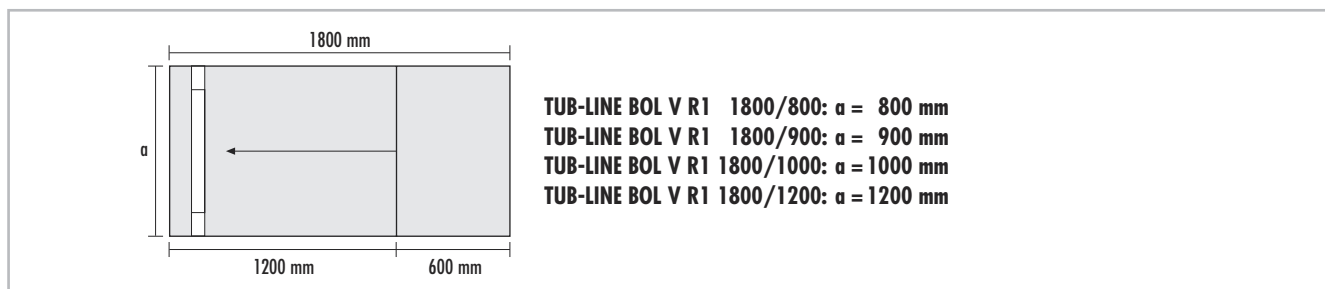 1800 mm
a
TUB-LINE BOL V R1 1800/800: a = 800 mm
TUB-LINE BOL V R1 1800/900: a = 900 mm
TUB-LINE BOL V R1 1800/1000: a = 1000 mm
TUB-LINE BOL V R1 1800/1200: a = 1200 mm
1200 mm
600 mm